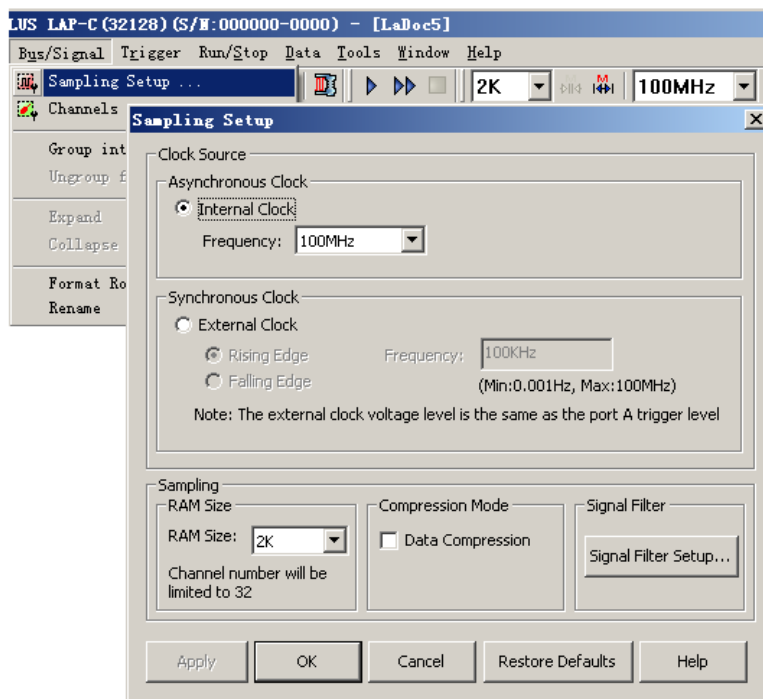 LUS LAP-C(32128)(S/N:000000-0000) - [LaDoc5]
Bus/Signal Trigger Run/Stop Data Tools Window Help
Sampling Setup ...
2K 100MHz
Channels
Sampling Setup
Group int
Ungroup f
Expand
Collapse
Format Ro
Rename
Clock Source
Asynchronous Clock
Internal Clock
Frequency: 100MHz
Synchronous Clock
External Clock
Rising Edge Frequency: 100KHz
Falling Edge (Min:0.001Hz, Max:100MHz)
Note: The external clock voltage level is the same as the port A trigger level
Sampling
RAM Size Compression Mode Signal Filter
RAM Size: 2K Data Compression Signal Filter Setup...
Channel number will be
limited to 32
Apply OK Cancel Restore Defaults Help